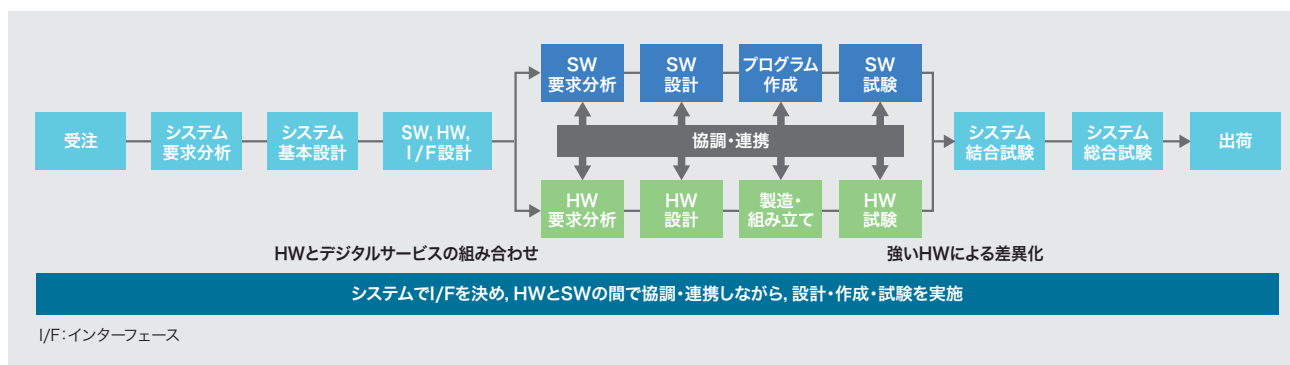 受注
システム
要求分析
システム
基本設計
SW, HW,
I/F設計
SW
要求分析
SW
設計
プログラム
作成
SW
試験
協調・連携
HW
要求分析
HW
設計
製造・
組み立て
HW
試験
システム
結合試験
システム
総合試験
出荷
HWとデジタルサービスの組み合わせ
強いHWによる差異化
システムでI/Fを決め, HWとSWの間で協調・連携しながら, 設計・作成・試験を実施
I/F:インターフェース